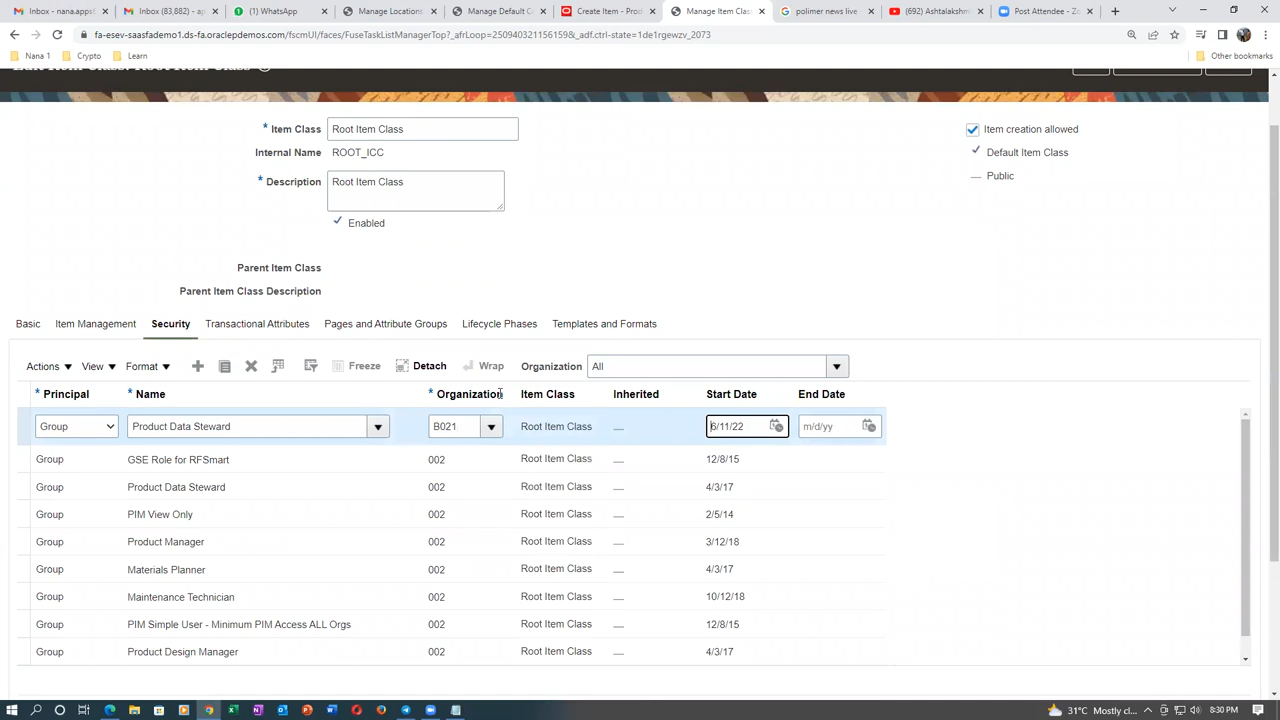 Inbox (61) - nana.apps8
Inbox (83,882) - ap
(1) WhatsApp
Manage Locations
Manage Default C
Create Item - Prod
Manage Item Class
polimer news live
(692) Ashtalakshm
Post Attendee - Zo
fa-esev-saasfademo1.ds-fa.oraclepdemos.com/fscmUI/faces/FuseTaskListManagerTop?_afrLoop=2509403211156159&_adf.ctrl-state=1de1rgewzv_2073
Nana 1
Crypto
Learn
Other bookmarks
* Item Class Root Item Class
Item creation allowed
Internal Name ROOT_ICC
Default Item Class
* Description Root Item Class
Public
Enabled
Parent Item Class
Parent Item Class Description
Basic Item Management Security Transactional Attributes Pages and Attribute Groups Lifecycle Phases Templates and Formats
Actions View Format Freeze Detach Wrap Organization All
* Principal * Name * Organization Item Class Inherited Start Date End Date
Group Product Data Steward B021 Root Item Class 6/11/22 m/d/yy
Group GSE Role for RFSmart 002 Root Item Class 12/8/15
Group Product Data Steward 002 Root Item Class 4/3/17
Group PIM View Only 002 Root Item Class 2/5/14
Group Product Manager 002 Root Item Class 3/12/18
Group Materials Planner 002 Root Item Class 4/3/17
Group Maintenance Technician 002 Root Item Class 10/12/18
Group PIM Simple User - Minimum PIM Access ALL Orgs 002 Root Item Class 12/8/15
Group Product Design Manager 002 Root Item Class 4/3/17
31°C Mostly cl... 8:30 PM